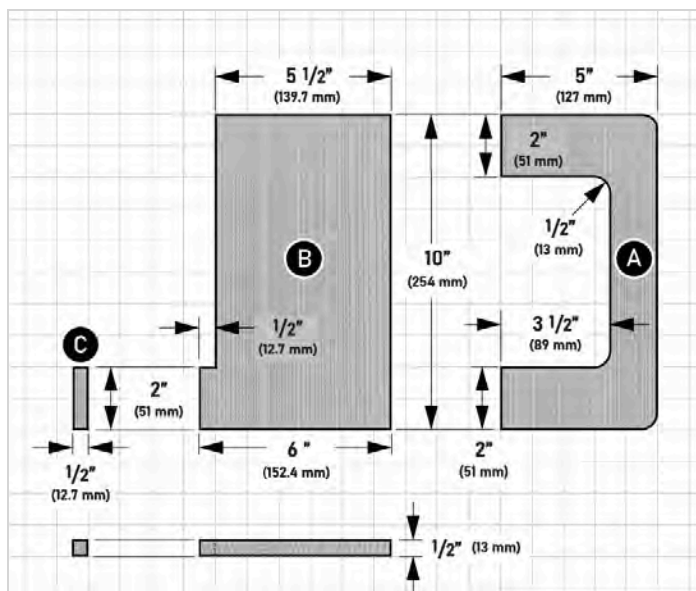 5 1/2”
(139.7 mm)
5”
(127 mm)
2”
(51 mm)
1/2”
(13 mm)
B
10”
(254 mm)
A
1/2”
(12.7 mm)
3 1/2”
(89 mm)
C
2”
(51 mm)
1/2”
(12.7 mm)
6 ”
(152.4 mm)
2”
(51 mm)
1/2” (13 mm)